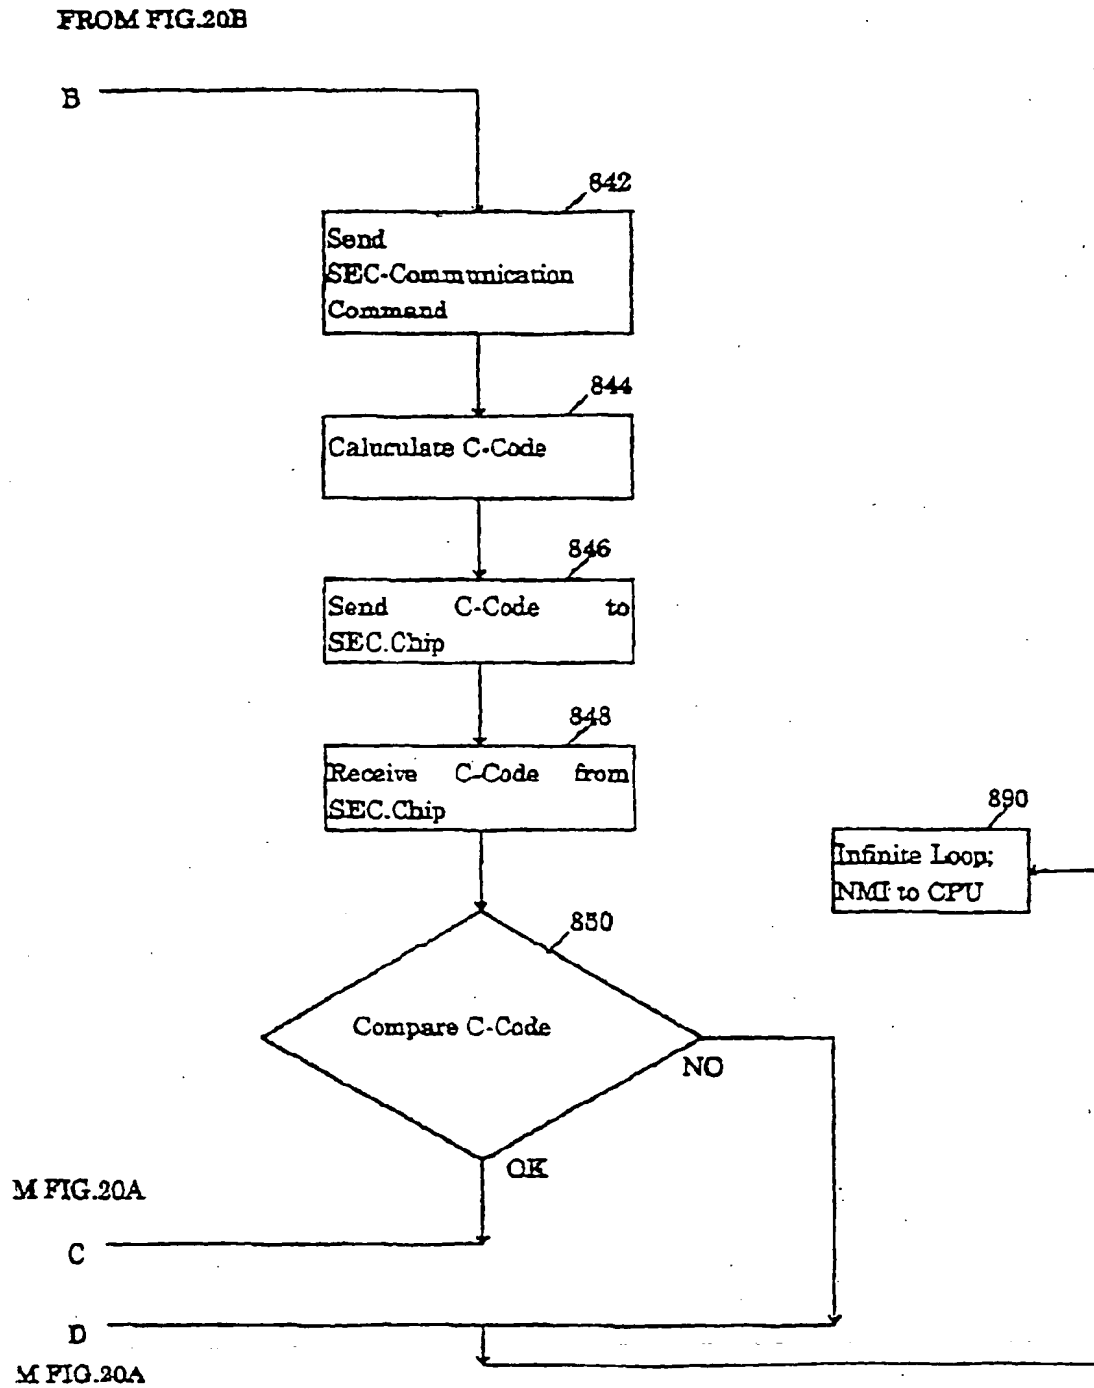 FROM FIG.20B
B
842
Send
SEC-Communication
Command
844
Caluculate C-Code
846
Send C-Code to
SEC.Chip
848
Receive C-Code from
SEC.Chip
890
Infinite Loop;
NMI to CPU
850
Compare C-Code
NO
OK
M FIG.20A
C
D
M FIG.20A